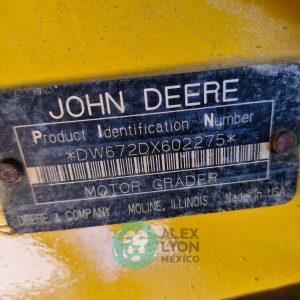 JOHN DEERE
Product Identification Number
*DW672DX602275*
MOTOR GRADER
DEERE & COMPANY MOLINE, ILLINOIS Made in USA
ALEX
LYON
MÉXICO